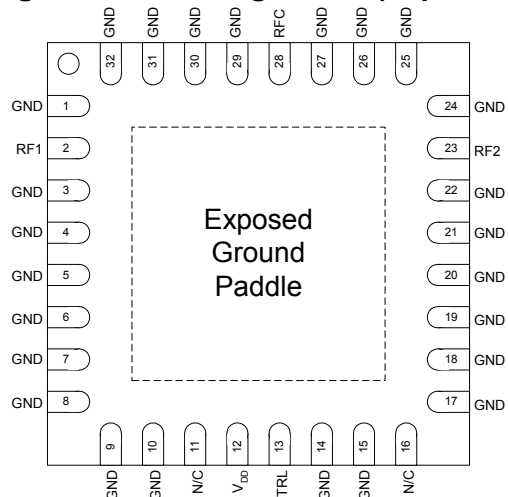 GND GND GND GND RFC GND GND GND
32 31 30 29 28 27 26 25
GND 1 24 GND
RF1 2 23 RF2
GND 3 22 GND
GND 4 21 GND
GND 5 20 GND
GND 6 19 GND
GND 7 18 GND
GND 8 17 GND
Exposed
Ground
Paddle
9 10 11 12 13 14 15 16
GND GND N/C VDD TRL GND GND N/C